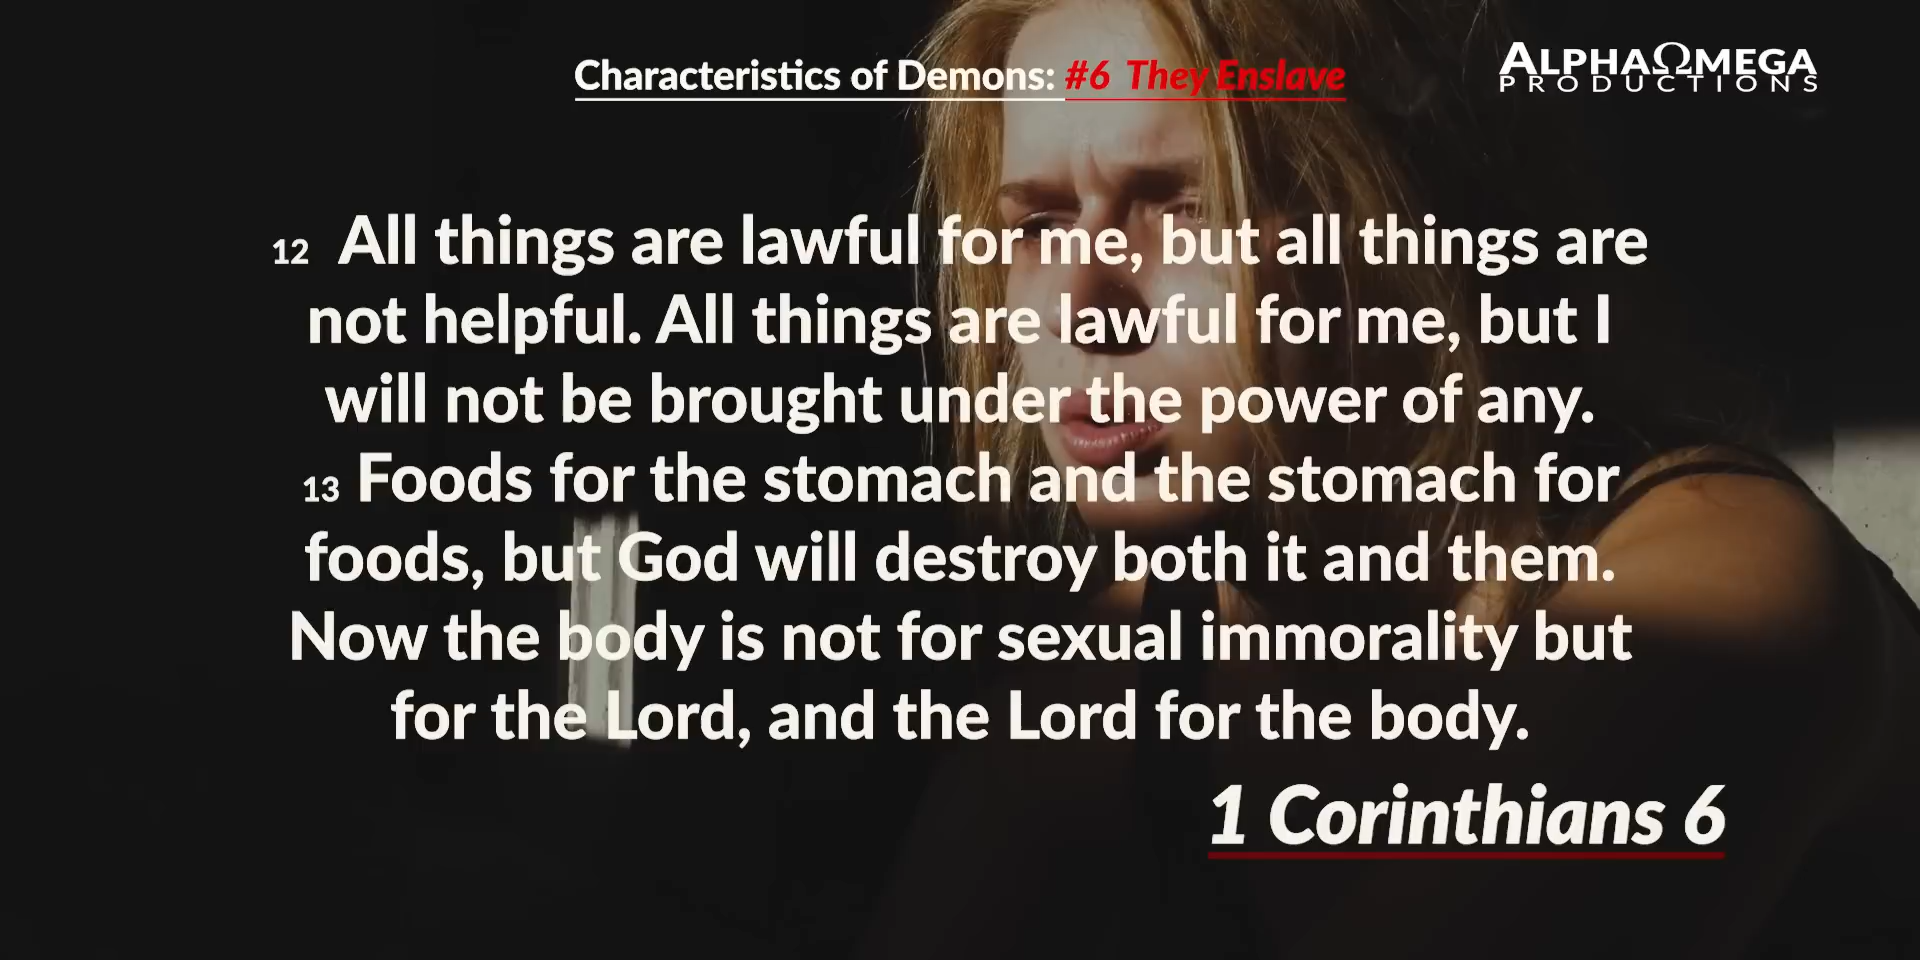 Characteristics of Demons: #6 They Enslave
ALPHAΩMEGA
PRODUCTIONS
12 All things are lawful for me, but all things are
not helpful. All things are lawful for me, but I
will not be brought under the power of any.
13 Foods for the stomach and the stomach for
foods, but God will destroy both it and them.
Now the body is not for sexual immorality but
for the Lord, and the Lord for the body.
1 Corinthians 6